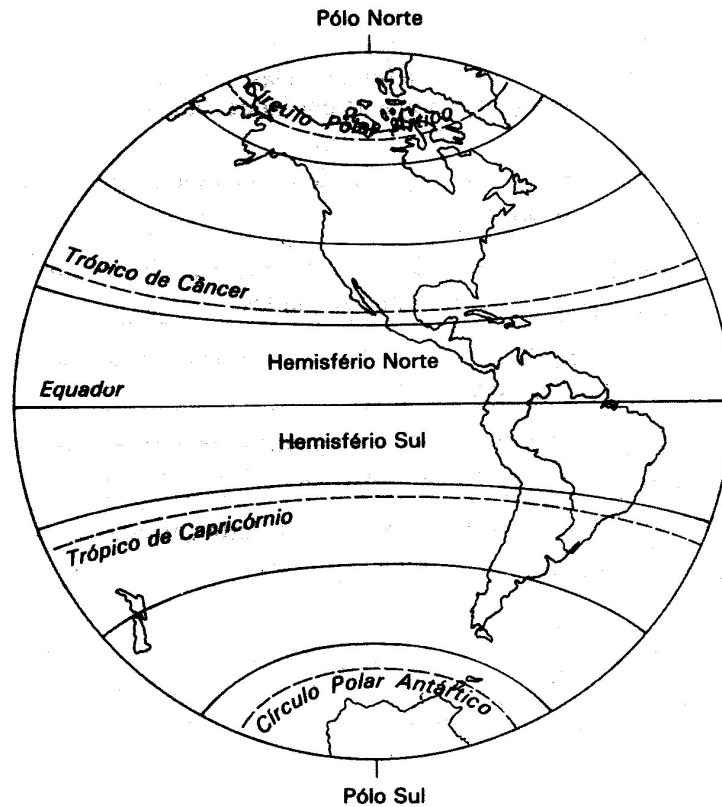 Pólo Norte
Círculo Polar Ártico
Trópico de Câncer
Hemisfério Norte
Equador
Hemisfério Sul
Trópico de Capricórnio
Círculo Polar Antártico
Pólo Sul